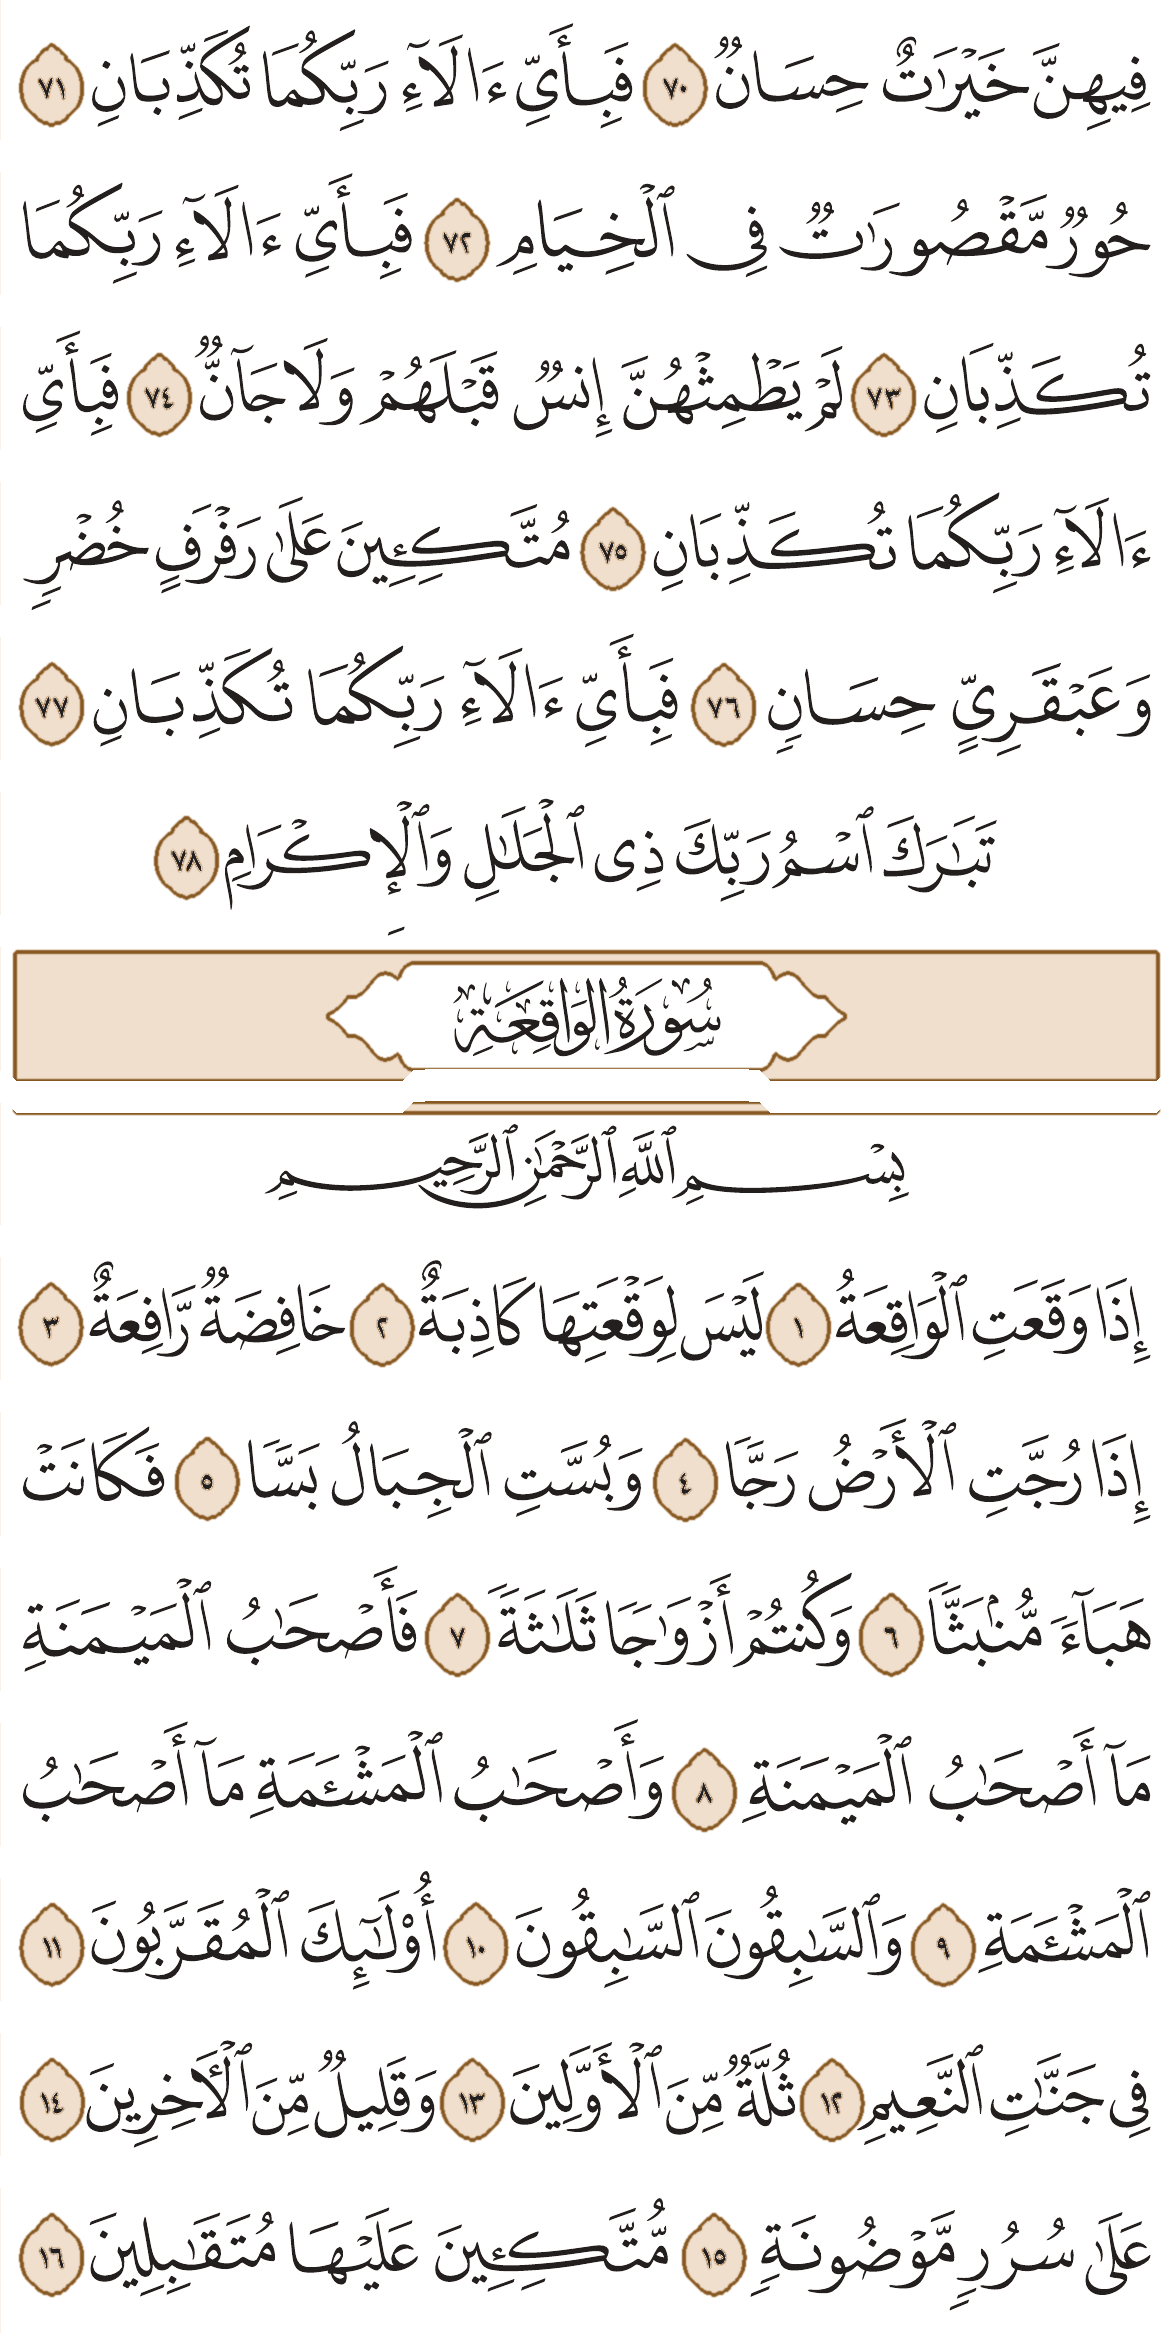 فِيهِنَّ خَيْرَٰتٌ حِسَانٌ ٧٠ فَبِأَيِّ ءَالَآءِ رَبِّكُمَا تُكَذِّبَانِ ٧١
حُورٌ مَّقْصُورَٰتٌ فِى ٱلْخِيَامِ ٧٢ فَبِأَيِّ ءَالَآءِ رَبِّكُمَا
تُكَذِّبَانِ ٧٣ لَمْ يَطْمِثْهُنَّ إِنسٌ قَبْلَهُمْ وَلَا جَآنٌّ ٧٤ فَبِأَيِّ
ءَالَآءِ رَبِّكُمَا تُكَذِّبَانِ ٧٥ مُتَّكِـِٔينَ عَلَىٰ رَفْرَفٍ خُضْرٍ
وَعَبْقَرِيٍّ حِسَانٍ ٧٦ فَبِأَيِّ ءَالَآءِ رَبِّكُمَا تُكَذِّبَانِ ٧٧
تَبَٰرَكَ ٱسْمُ رَبِّكَ ذِى ٱلْجَلَٰلِ وَٱلْإِكْرَامِ ٧٨
سُورَةُ الوَاقِعَةِ
بِسْمِ ٱللَّهِ ٱلرَّحْمَٰنِ ٱلرَّحِيمِ
إِذَا وَقَعَتِ ٱلْوَاقِعَةُ ١ لَيْسَ لِوَقْعَتِهَا كَاذِبَةٌ ٢ خَافِضَةٌ رَّافِعَةٌ ٣
إِذَا رُجَّتِ ٱلْأَرْضُ رَجًّا ٤ وَبُسَّتِ ٱلْجِبَالُ بَسًّا ٥ فَكَانَتْ
هَبَآءً مُّنۢبَثًّا ٦ وَكُنتُمْ أَزْوَٰجًا ثَلَٰثَةً ٧ فَأَصْحَٰبُ ٱلْمَيْمَنَةِ
مَآ أَصْحَٰبُ ٱلْمَيْمَنَةِ ٨ وَأَصْحَٰبُ ٱلْمَشْـَٔمَةِ مَآ أَصْحَٰبُ
ٱلْمَشْـَٔمَةِ ٩ وَٱلسَّٰبِقُونَ ٱلسَّٰبِقُونَ ١٠ أُوْلَٰٓئِكَ ٱلْمُقَرَّبُونَ ١١
فِى جَنَّٰتِ ٱلنَّعِيمِ ١٢ ثُلَّةٌ مِّنَ ٱلْأَوَّلِينَ ١٣ وَقَلِيلٌ مِّنَ ٱلْـَٔاخِرِينَ ١٤
عَلَىٰ سُرُرٍ مَّوْضُونَةٍ ١٥ مُّتَّكِـِٔينَ عَلَيْهَا مُتَقَٰبِلِينَ ١٦